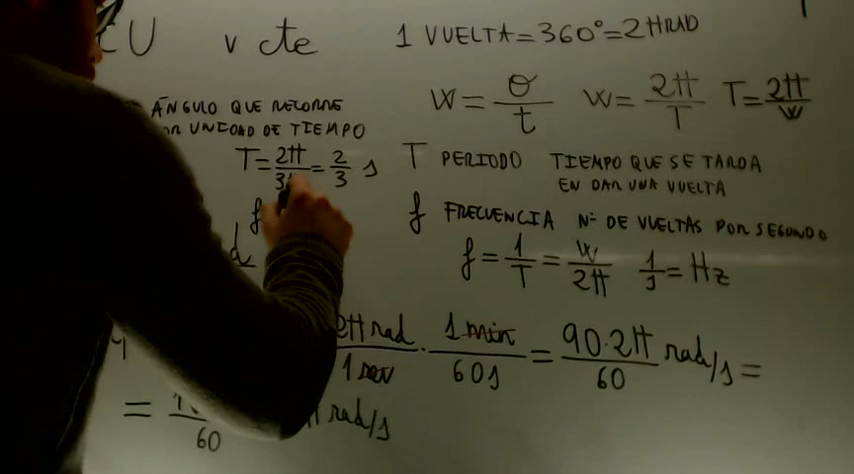 CU v cte 1 VUELTA = 360° = 2π RAD
W = θ/t W = 2π/T T = 2π/W
ÁNGULO QUE RECORRE
POR UNIDAD DE TIEMPO
T = 2π/3π = 2/3 s T PERIODO TIEMPO QUE SE TARDA
EN DAR UNA VUELTA
f f FRECUENCIA Nº DE VUELTAS POR SEGUNDO
d f = 1/T = W/2π 1/s = Hz
2π rad/1 rev · 1 min/60 s = 90·2π/60 rad/s =
= /60 rad/s